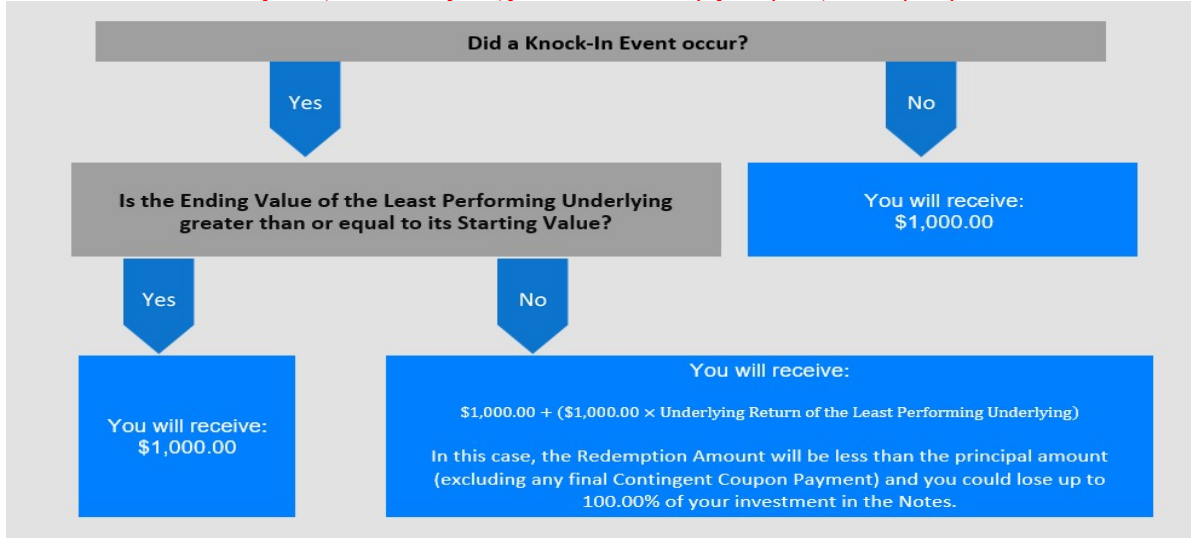 Did a Knock-In Event occur?
Yes
No
Is the Ending Value of the Least Performing Underlying
greater than or equal to its Starting Value?
You will receive:
$1,000.00
Yes
No
You will receive:
$1,000.00
You will receive:
$1,000.00 + ($1,000.00 × Underlying Return of the Least Performing Underlying)
In this case, the Redemption Amount will be less than the principal amount
(excluding any final Contingent Coupon Payment) and you could lose up to
100.00% of your investment in the Notes.